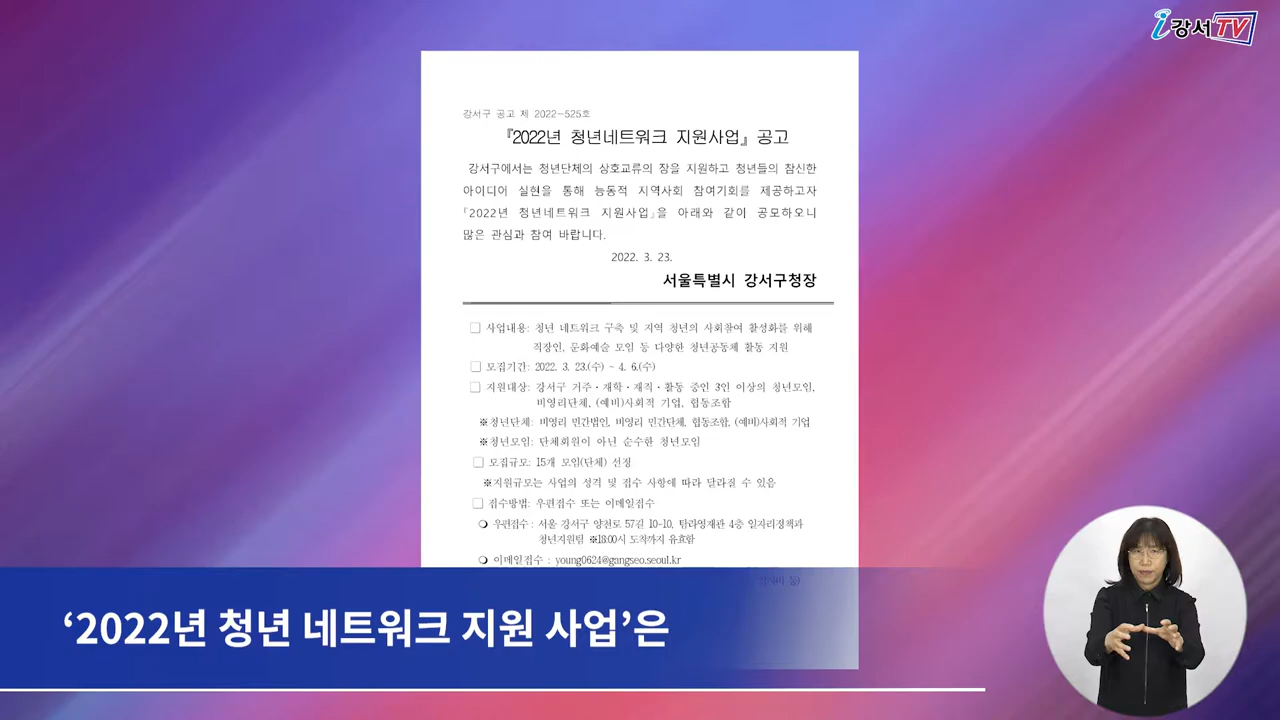 i강서TV
강서구 공고 제 2022-525호
『2022년 청년네트워크 지원사업』 공고
강서구에서는 청년단체의 상호교류의 장을 지원하고 청년들의 참신한
아이디어 실현을 통해 능동적 지역사회 참여기회를 제공하고자
『2022년 청년네트워크 지원사업』을 아래와 같이 공모하오니
많은 관심과 참여 바랍니다.
2022. 3. 23.
서울특별시 강서구청장
□ 사업내용: 청년 네트워크 구축 및 지역 청년의 사회참여 활성화를 위해
직장인, 문화예술 모임 등 다양한 청년공동체 활동 지원
□ 모집기간: 2022. 3. 23.(수) ~ 4. 6.(수)
□ 지원대상: 강서구 거주·재학·재직·활동 중인 3인 이상의 청년모임,
비영리단체, (예비)사회적 기업, 협동조합
※청년단체: 비영리 민간법인, 비영리 민간단체, 협동조합, (예비)사회적 기업
※청년모임: 단체회원이 아닌 순수한 청년모임
□ 모집규모: 15개 모임(단체) 선정
※지원규모는 사업의 성격 및 접수 사항에 따라 달라질 수 있음
□ 접수방법: 우편접수 또는 이메일접수
❍ 우편접수 : 서울 강서구 양천로 57길 10-10, 탐라영재관 4층 일자리정책과
청년지원팀 ※18:00시 도착까지 유효함
❍ 이메일접수 : young0624@gangseo.seoul.kr
‘2022년 청년 네트워크 지원 사업’은